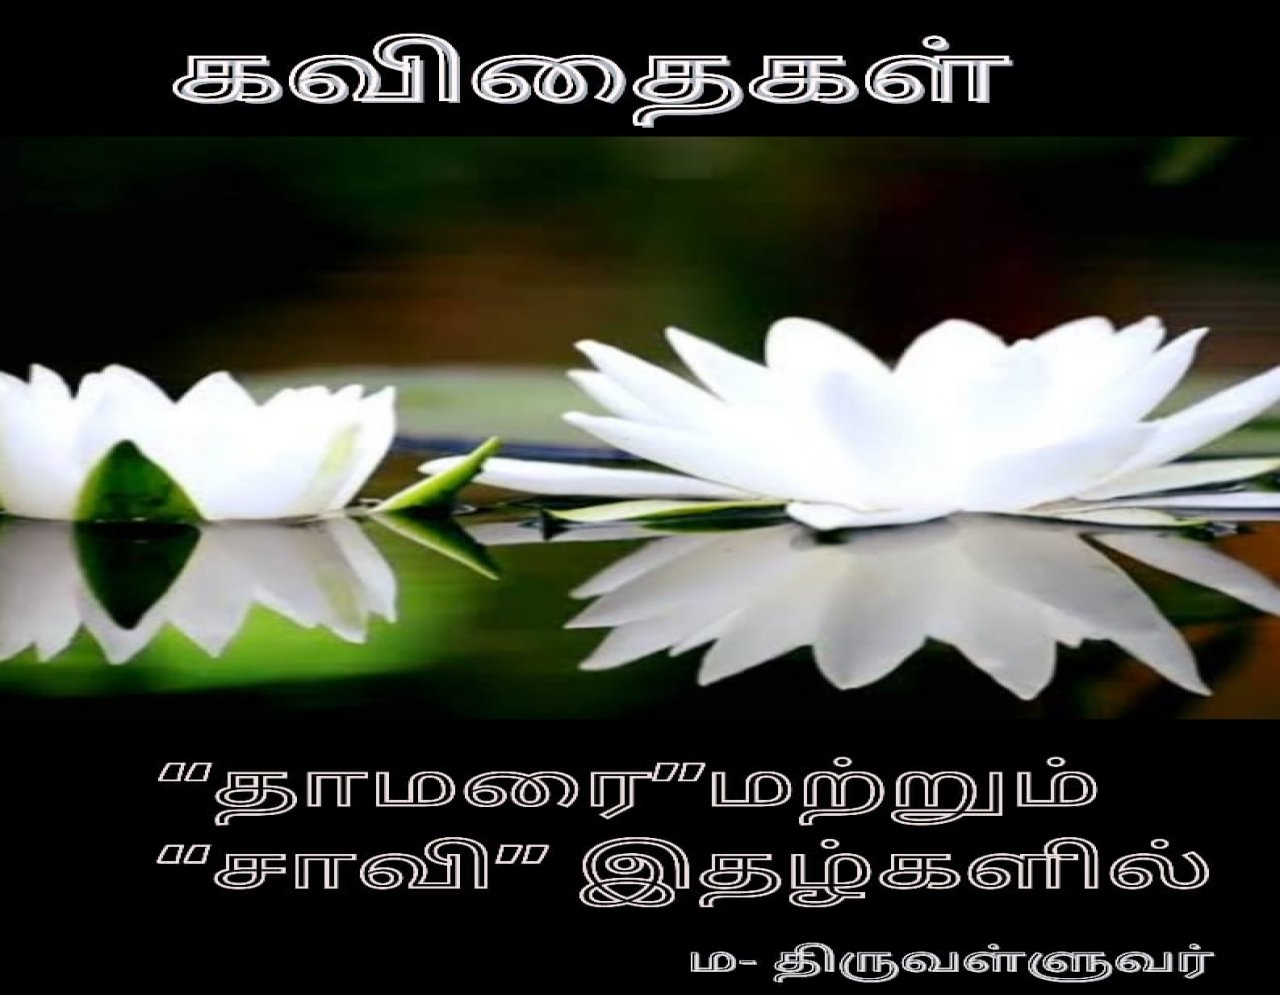 கவிதைகள்
“தாமரை”மற்றும்
“சாவி” இதழ்களில்
ம- திருவள்ளுவர்